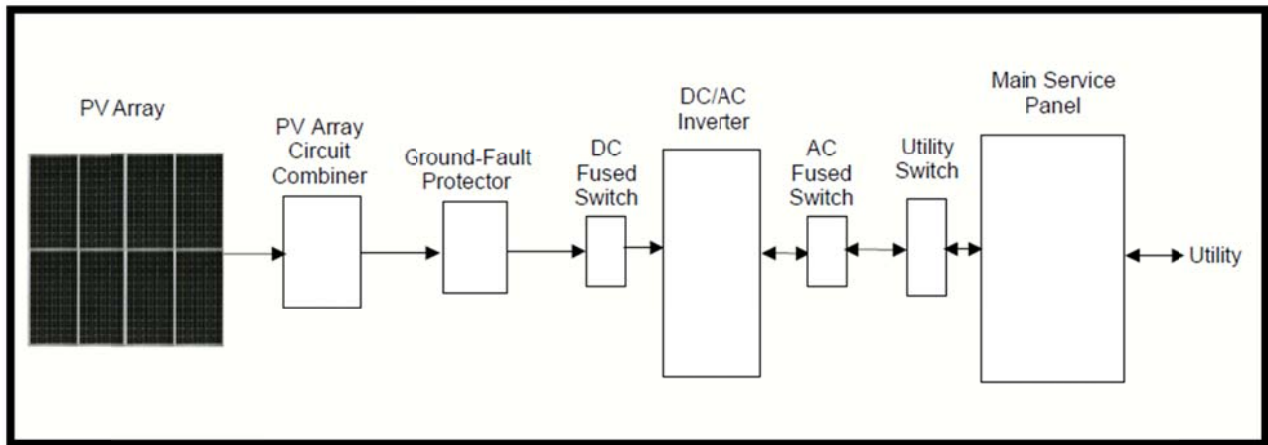 PV Array
PV Array
Circuit
Combiner
Ground-Fault
Protector
DC
Fused
Switch
DC/AC
Inverter
AC
Fused
Switch
Utility
Switch
Main Service
Panel
Utility